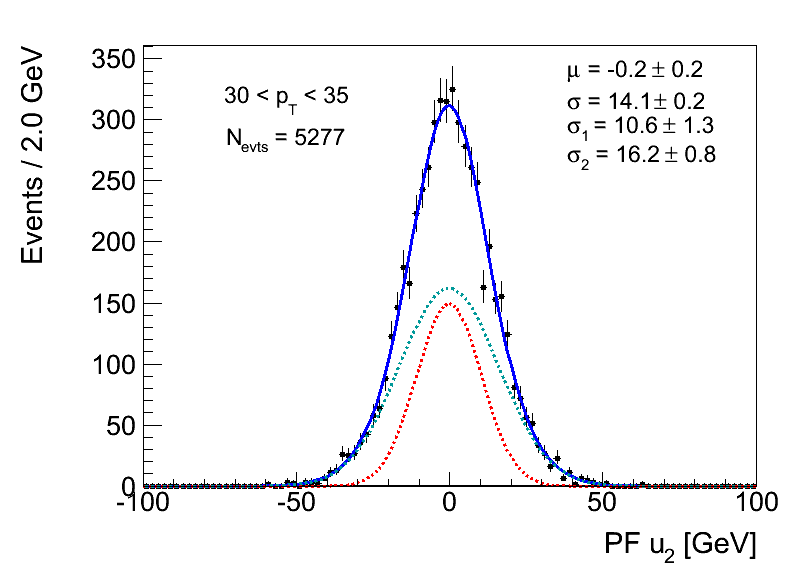 Events / 2.0 GeV
350
300
250
200
150
100
50
0
30 < p_T < 35
N_evts = 5277
μ = -0.2 ± 0.2
σ = 14.1 ± 0.2
σ_1 = 10.6 ± 1.3
σ_2 = 16.2 ± 0.8
-100 -50 0 50 100
PF u_2 [GeV]